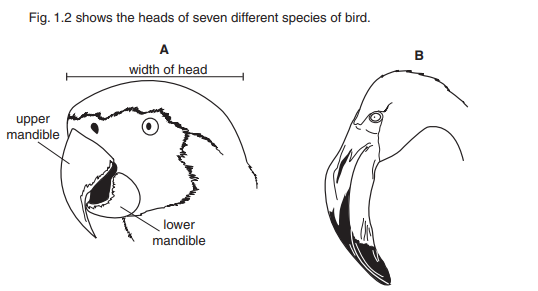 Fig. 1.2 shows the heads of seven different species of bird.
A
width of head
upper
mandible
lower
mandible
B